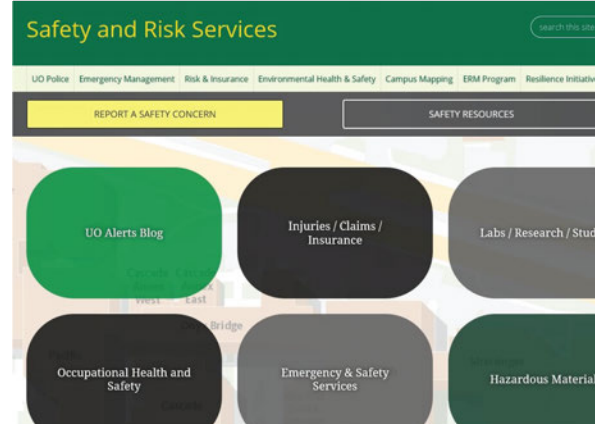 Safety and Risk Services
search this site
UO Police Emergency Management Risk & Insurance Environmental Health & Safety Campus Mapping ERM Program Resilience Initiative
REPORT A SAFETY CONCERN
SAFETY RESOURCES
UO Alerts Blog
Injuries / Claims /
Insurance
Labs / Research / Stud
Cascade
Annex
West
Cascade
Annex
East
Onyx Bridge
Pacific
Occupational Health and
Safety
Emergency & Safety
Services
Hazardous Material
Cascade